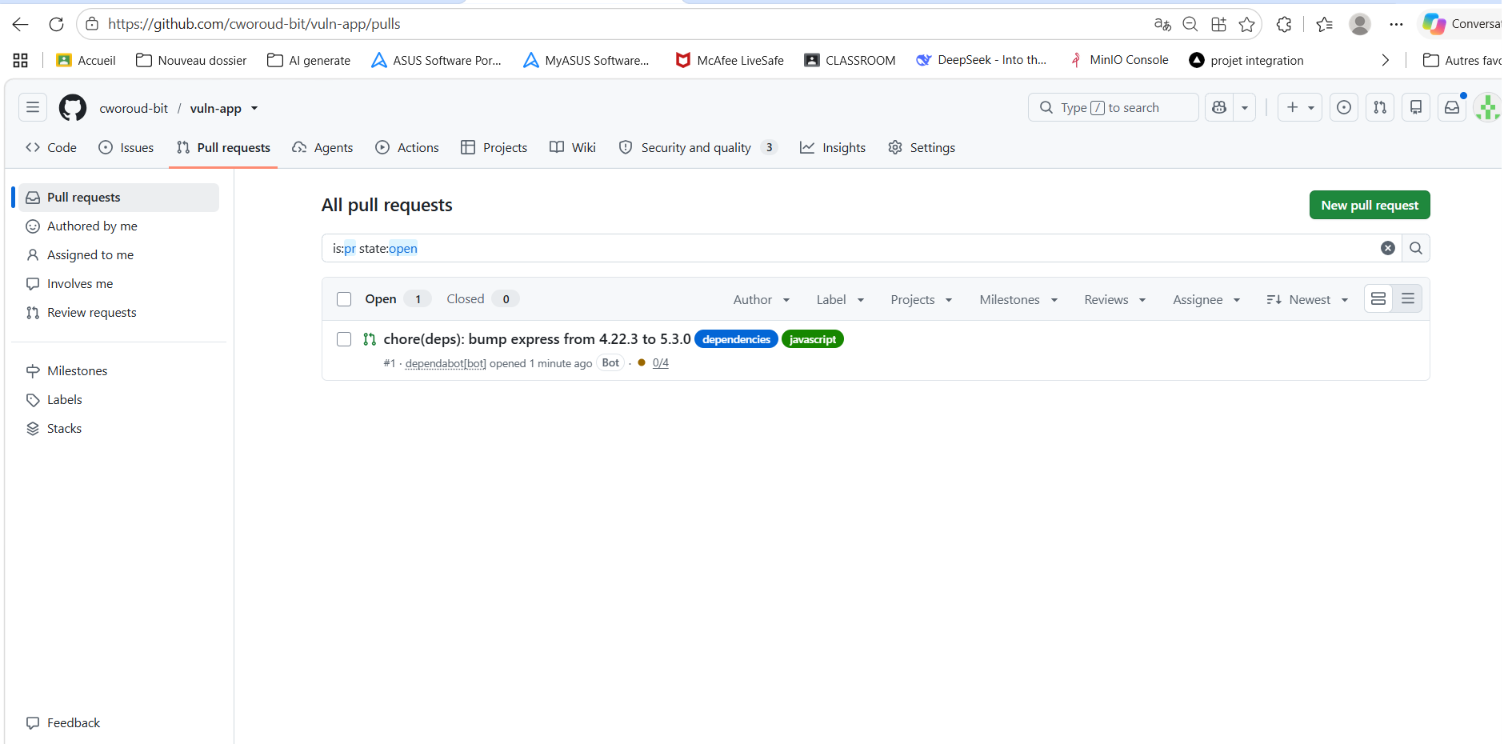 https://github.com/cworoud-bit/vuln-app/pulls
Conversa
Accueil Nouveau dossier AI generate ASUS Software Por... MyASUS Software... McAfee LiveSafe CLASSROOM DeepSeek - Into th... MinIO Console projet integration Autres favo
cworoud-bit / vuln-app Type / to search
Code Issues Pull requests Agents Actions Projects Wiki Security and quality 3 Insights Settings
Pull requests
Authored by me
Assigned to me
Involves me
Review requests
Milestones
Labels
Stacks
Feedback
All pull requests New pull request
is:pr state:open
Open 1 Closed 0 Author Label Projects Milestones Reviews Assignee Newest
chore(deps): bump express from 4.22.3 to 5.3.0 dependencies javascript
#1 · dependabot[bot] opened 1 minute ago Bot · 0/4